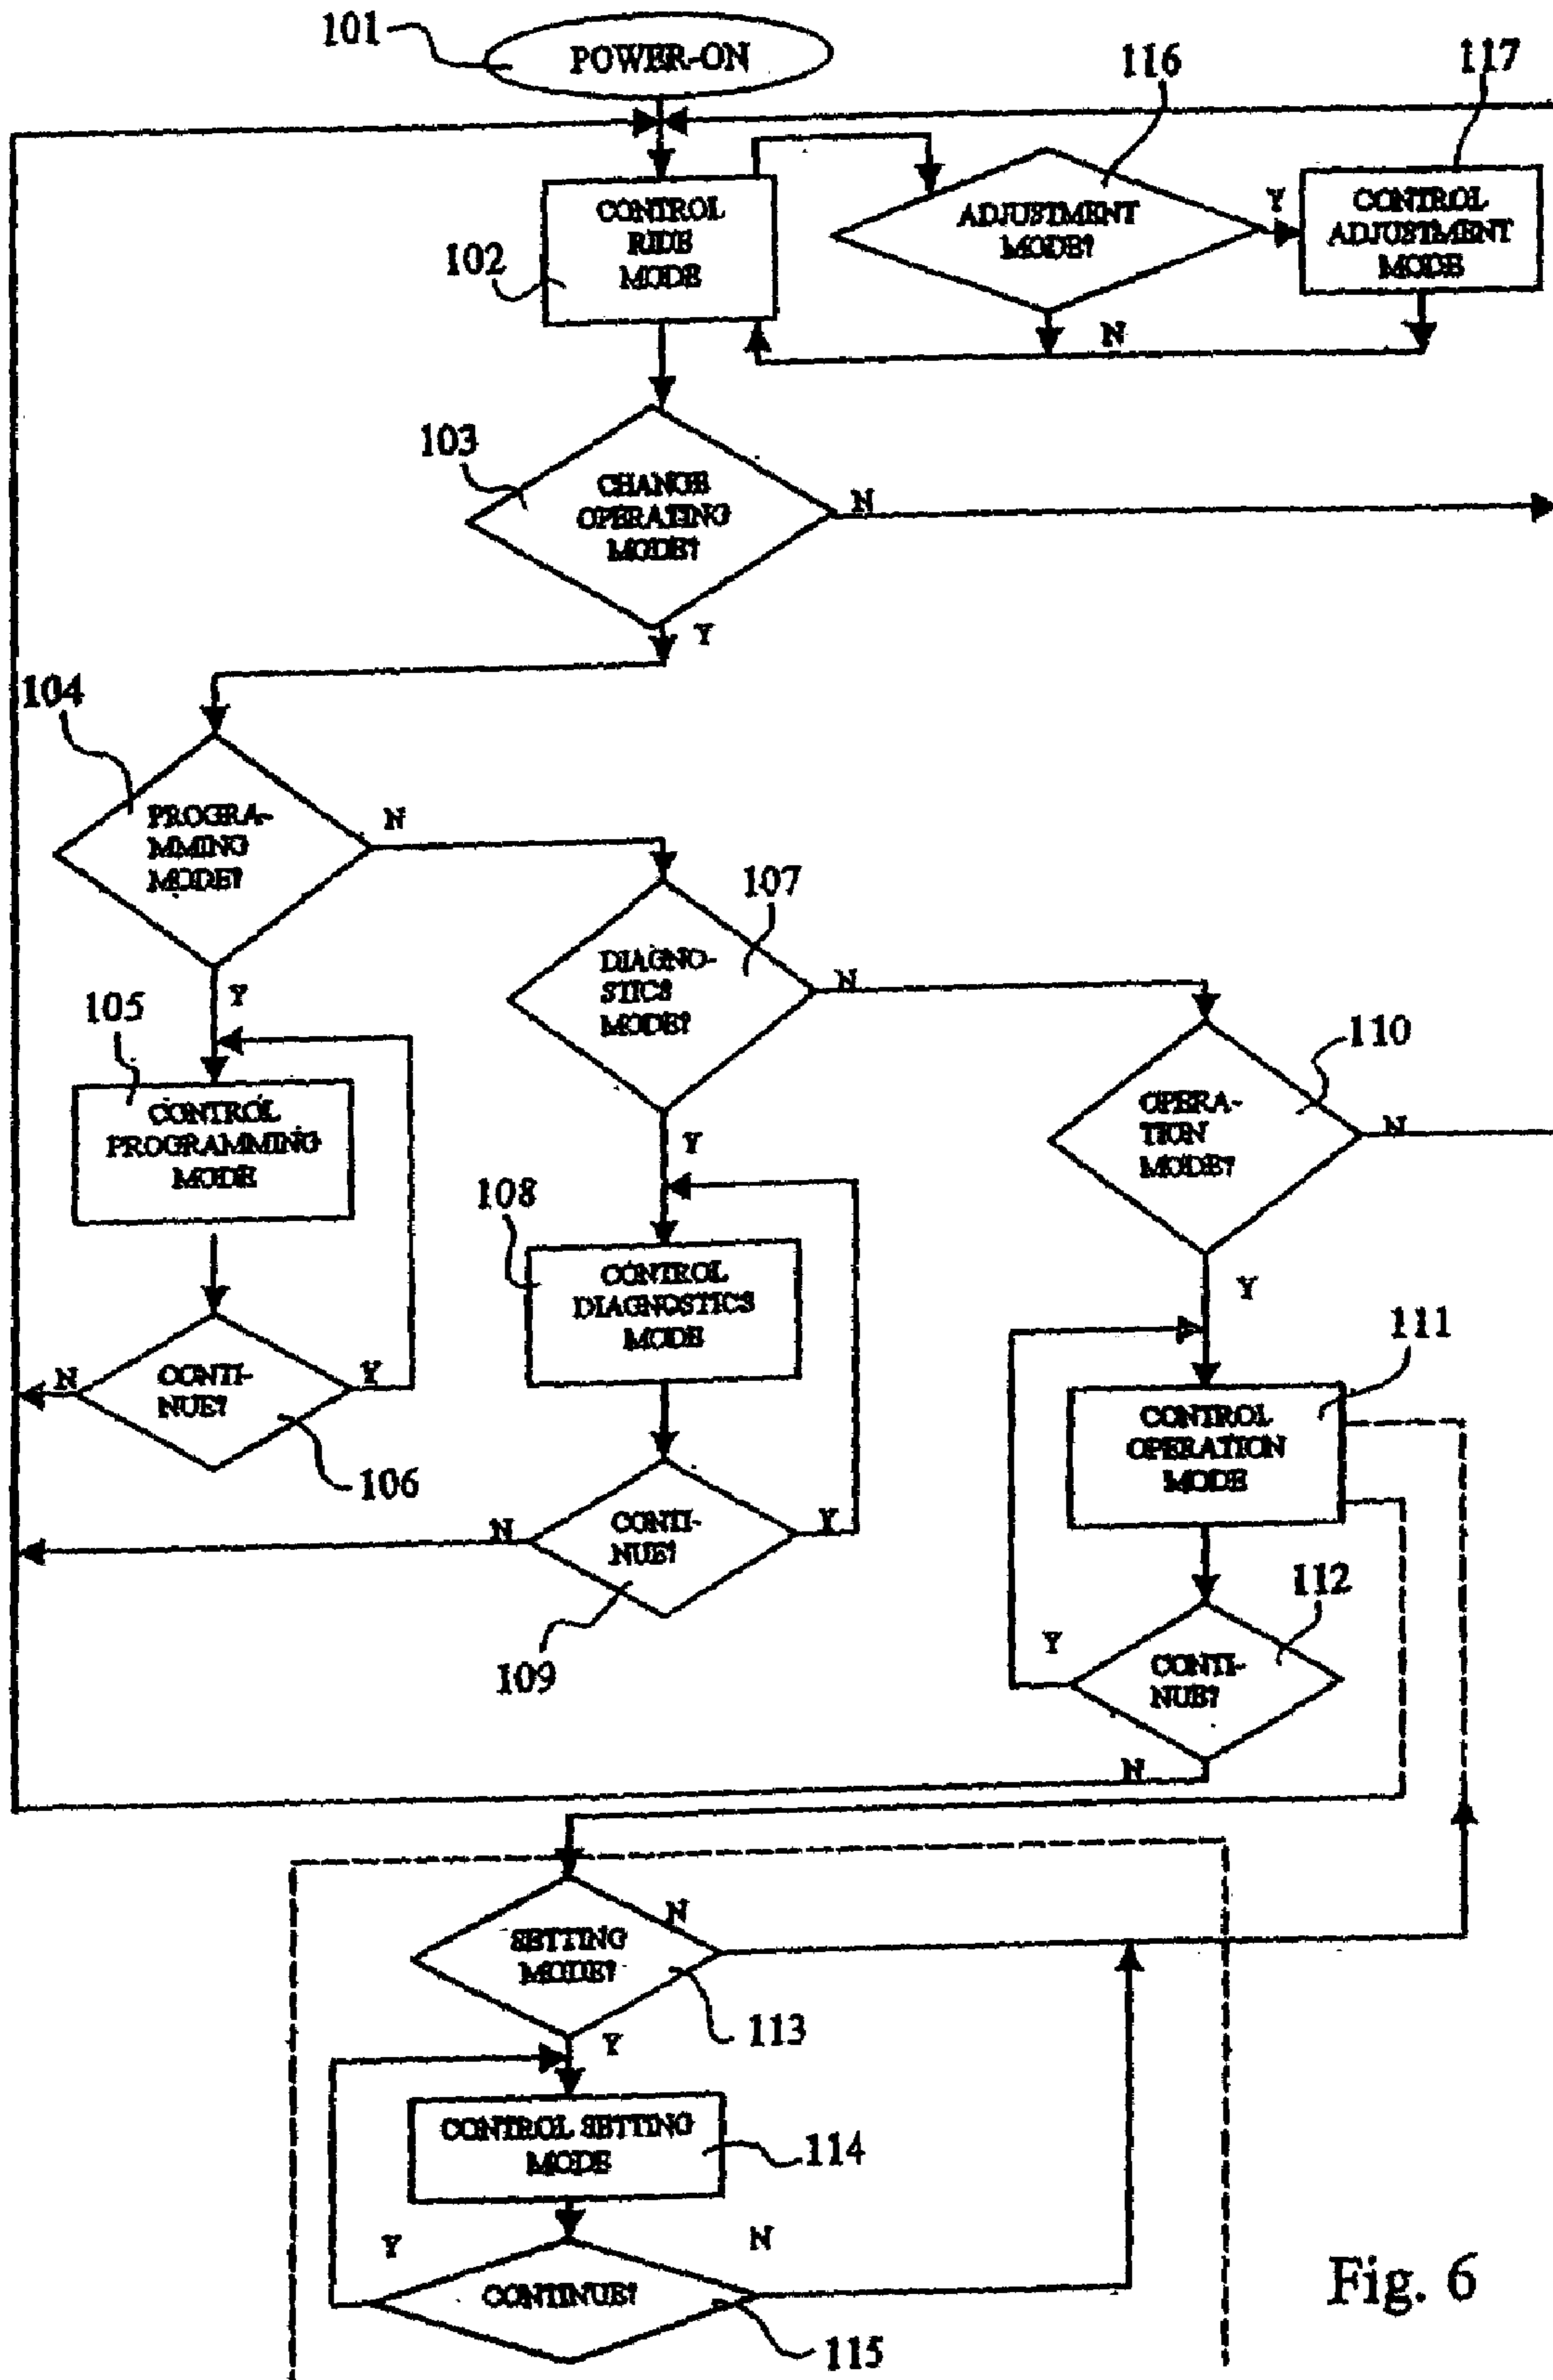 101
POWER-ON
116
117
CONTROL
RIDE
MODE
102
ADJUSTMENT
MODE?
Y
CONTROL
ADJUSTMENT
MODE
N
103
CHANGE
OPERATING
MODE?
N
Y
104
PROGRA-
MMING
MODE?
N
107
DIAGNO-
STICS
MODE?
N
Y
105
110
OPERA-
TION
MODE?
N
CONTROL
PROGRAMMING
MODE
Y
108
CONTROL
DIAGNOSTICS
MODE
Y
111
N
CONTI-
NUE?
Y
106
CONTROL
OPERATION
MODE
N
CONTI-
NUE?
Y
109
112
Y
CONTI-
NUE?
N
N
SETTING
MODE?
113
Y
CONTROL SETTING
MODE
114
Y
N
CONTINUE?
115
Fig. 6